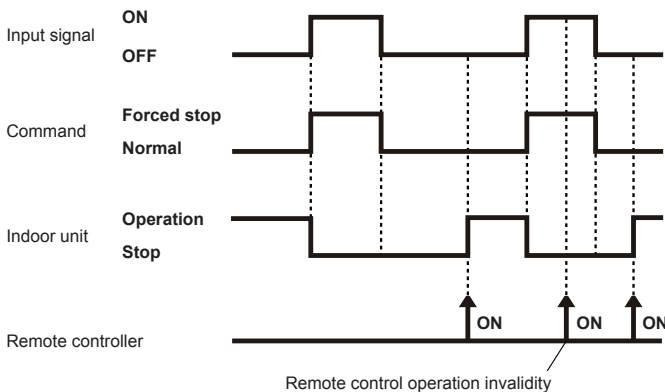 ON
Input signal
OFF
Forced stop
Command
Normal
Operation
Indoor unit
Stop
ON ON ON
Remote controller
Remote control operation invalidity